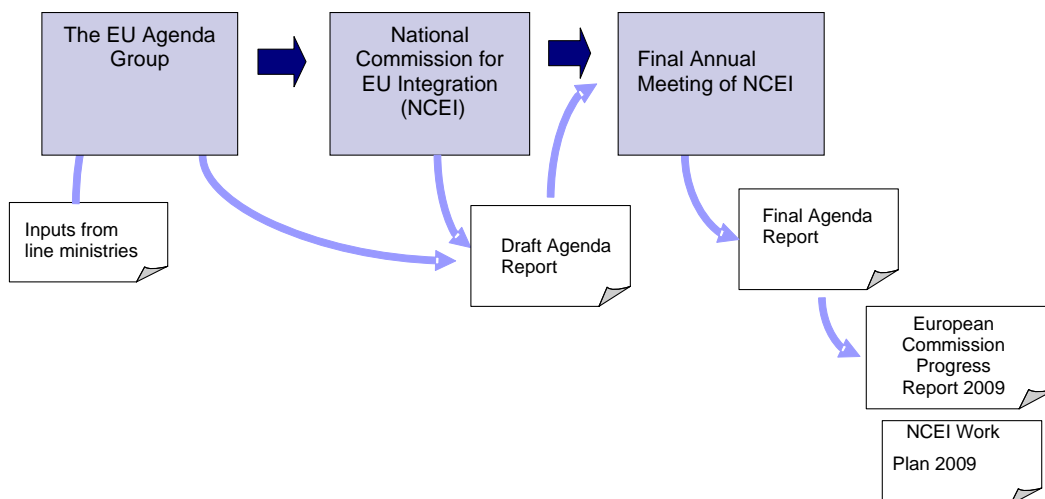 The EU Agenda
Group
National
Commission for
EU Integration
(NCEI)
Final Annual
Meeting of NCEI
Inputs from
line ministries
Draft Agenda
Report
Final Agenda
Report
European
Commission
Progress
Report 2009
NCEI Work
Plan 2009